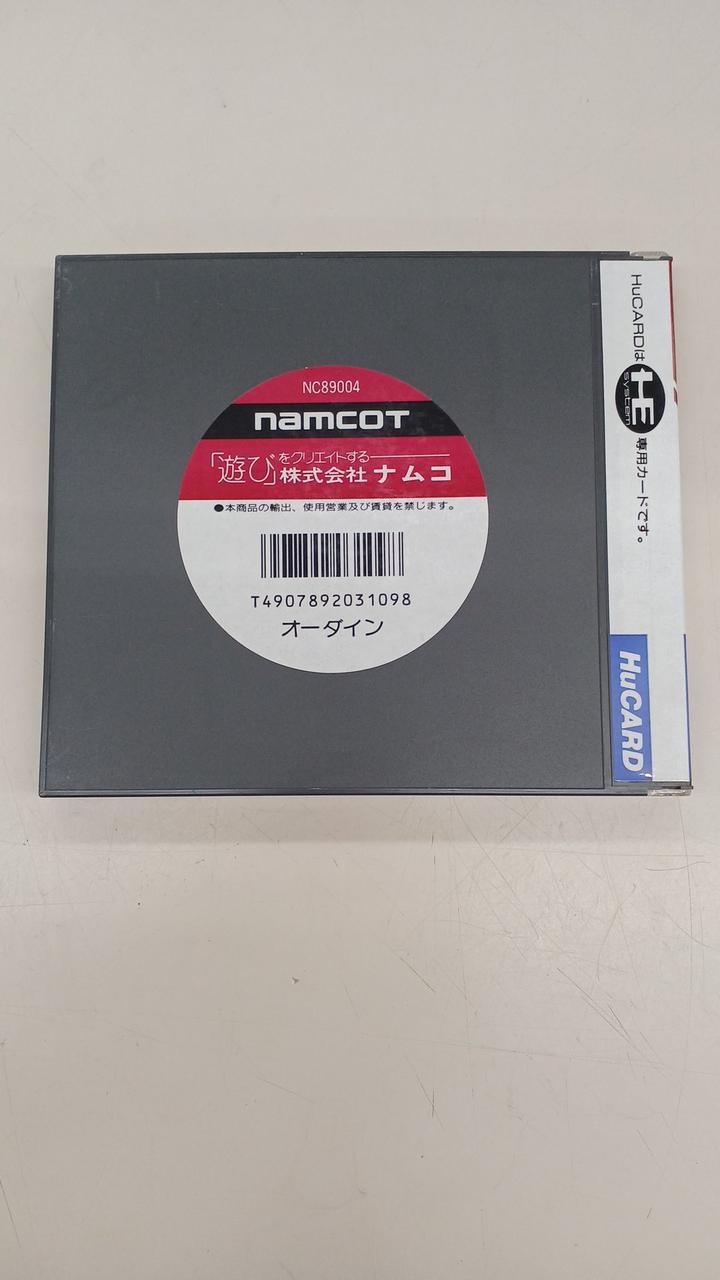 NC89004
namcot
「遊び」をクリエイトする
株式会社ナムコ
●本商品の輸出、使用営業及び賃貸を禁じます。
T4907892031098
オーダイン
HuCARDは HE system 専用カードです。
HuCARD